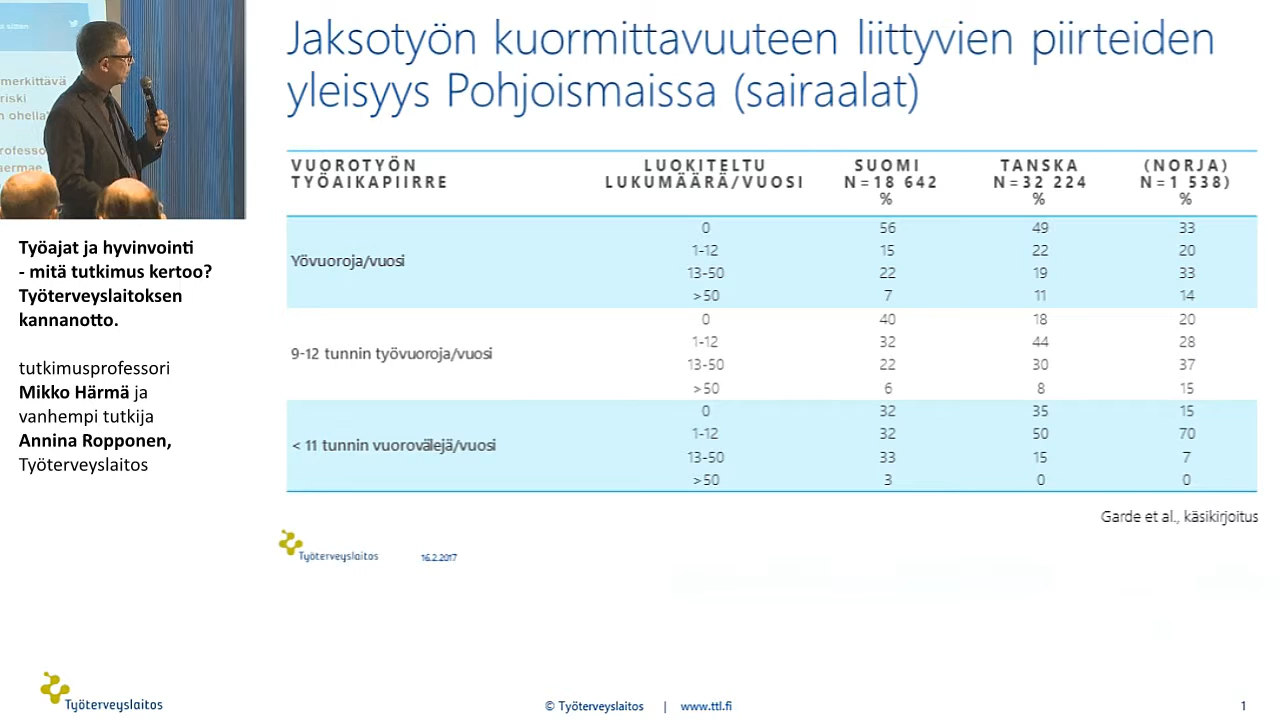 merkittävä
riski
n ohella
rofesso
aermae
Työajat ja hyvinvointi
- mitä tutkimus kertoo?
Työterveyslaitoksen
kannanotto.
tutkimusprofessori
Mikko Härmä ja
vanhempi tutkija
Annina Ropponen,
Työterveyslaitos
Jaksotyön kuormittavuuteen liittyvien piirteiden
yleisyys Pohjoismaissa (sairaalat)
VUOROTYÖN TYÖAIKAPIIRRE LUOKITELTU LUKUMÄÄRÄ/VUOSI SUOMI N=18 642 % TANSKA N=32 224 % (NORJA) N=1 538) %
Yövuoroja/vuosi
0 56 49 33
1-12 15 22 20
13-50 22 19 33
>50 7 11 14
9-12 tunnin työvuoroja/vuosi
0 40 18 20
1-12 32 44 28
13-50 22 30 37
>50 6 8 15
< 11 tunnin vuorovälejä/vuosi
0 32 35 15
1-12 32 50 70
13-50 33 15 7
>50 3 0 0
Garde et al., käsikirjoitus
Työterveyslaitos 16.2.2017
Työterveyslaitos © Työterveyslaitos | www.ttl.fi 1